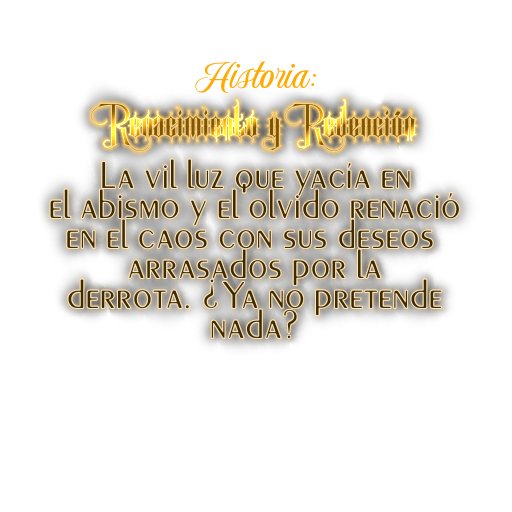 Historia:
Renacimiento y Redención
La vil luz que yacía en
el abismo y el olvido renació
en el caos con sus deseos
arrasados por la
derrota. ¿Ya no pretende
nada?